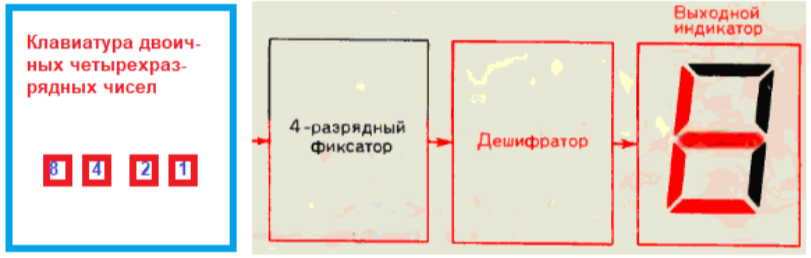 Клавиатура двоич-
ных четырехраз-
рядных чисел
8 4 2 1
4-разрядный
фиксатор
Дешифратор
Выходной
индикатор